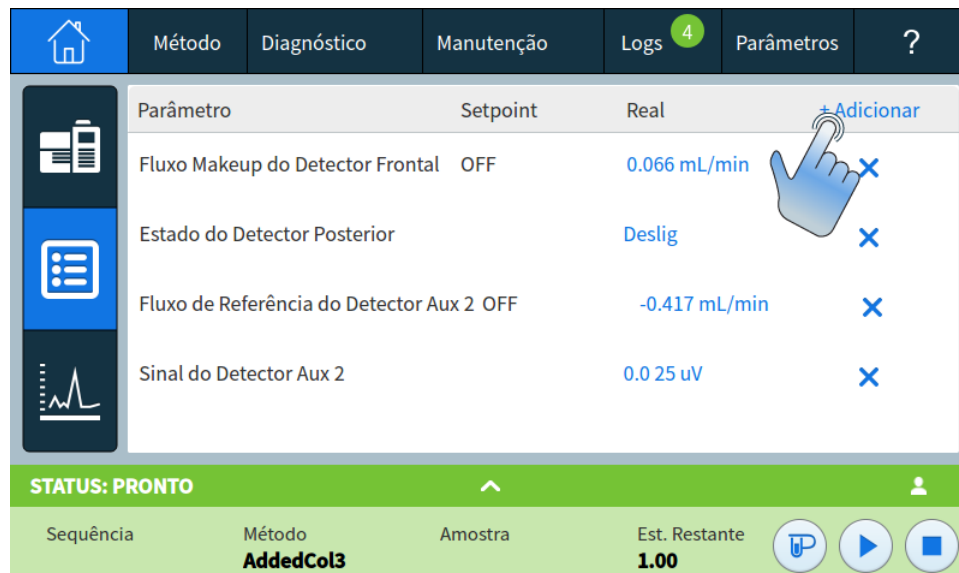 Método Diagnóstico Manutenção Logs 4 Parâmetros ?
Parâmetro Setpoint Real + Adicionar
Fluxo Makeup do Detector Frontal OFF 0.066 mL/min
Estado do Detector Posterior Deslig
Fluxo de Referência do Detector Aux 2 OFF -0.417 mL/min
Sinal do Detector Aux 2 0.0 25 uV
STATUS: PRONTO
Sequência Método Amostra Est. Restante
AddedCol3 1.00